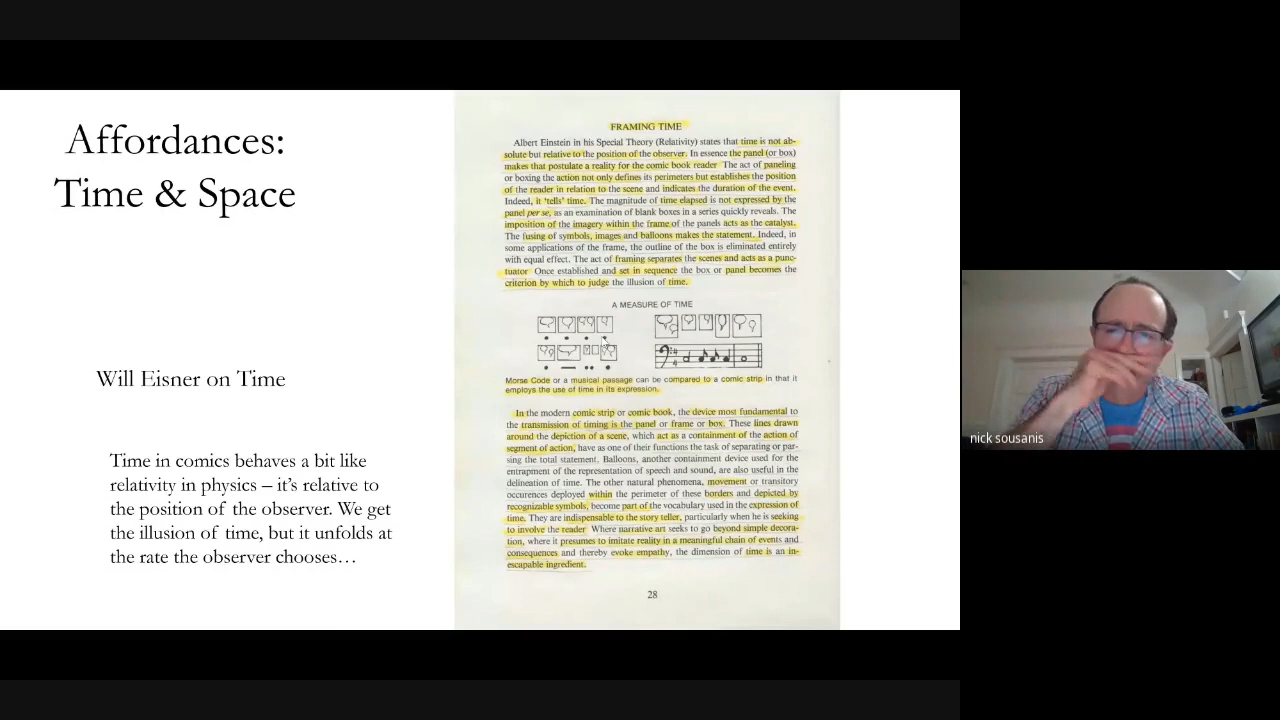 Affordances:
Time & Space
Will Eisner on Time
Time in comics behaves a bit like
relativity in physics – it's relative to
the position of the observer. We get
the illusion of time, but it unfolds at
the rate the observer chooses…
FRAMING TIME
Albert Einstein in his Special Theory (Relativity) states that time is not ab-
solute but relative to the position of the observer. In essence the panel (or box)
makes that postulate a reality for the comic book reader The act of paneling
or boxing the action not only defines its perimeters but establishes the position
of the reader in relation to the scene and indicates the duration of the event.
Indeed, it 'tells' time. The magnitude of time elapsed is not expressed by the
panel per se, as an examination of blank boxes in a series quickly reveals. The
imposition of the imagery within the frame of the panels acts as the catalyst.
The fusing of symbols, images and balloons makes the statement. Indeed, in
some applications of the frame, the outline of the box is eliminated entirely
with equal effect. The act of framing separates the scenes and acts as a punc-
tuator Once established and set in sequence the box or panel becomes the
criterion by which to judge the illusion of time.
A MEASURE OF TIME
Morse Code or a musical passage can be compared to a comic strip in that it
employs the use of time in its expression.
In the modern comic strip or comic book, the device most fundamental to
the transmission of timing is the panel or frame or box. These lines drawn
around the depiction of a scene, which act as a containment of the action of
segment of action, have as one of their functions the task of separating or par-
sing the total statement. Balloons, another containment device used for the
entrapment of the representation of speech and sound, are also useful in the
delineation of time. The other natural phenomena, movement or transitory
occurences deployed within the perimeter of these borders and depicted by
recognizable symbols, become part of the vocabulary used in the expression of
time. They are indispensable to the story teller, particularly when he is seeking
to involve the reader Where narrative art seeks to go beyond simple decora-
tion, where it presumes to imitate reality in a meaningful chain of events and
consequences and thereby evoke empathy, the dimension of time is an in-
escapable ingredient.
28
nick sousanis